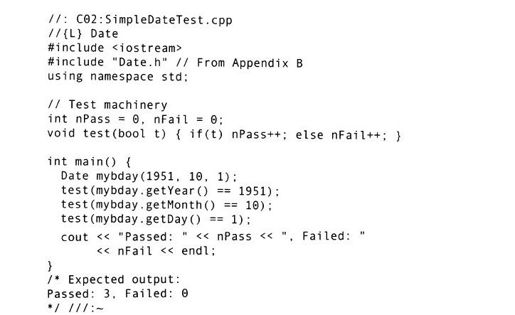 //: C02:SimpleDateTest.cpp
//{L} Date
#include <iostream>
#include "Date.h" // From Appendix B
using namespace std;
// Test machinery
int nPass = 0, nFail = 0;
void test(bool t) { if(t) nPass++; else nFail++; }
int main() {
Date mybday(1951, 10, 1);
test(mybday.getYear() == 1951);
test(mybday.getMonth() == 10);
test(mybday.getDay() == 1);
cout << "Passed: " << nPass << ", Failed: "
<< nFail << endl;
}
/* Expected output:
Passed: 3, Failed: 0
*/ ///:~